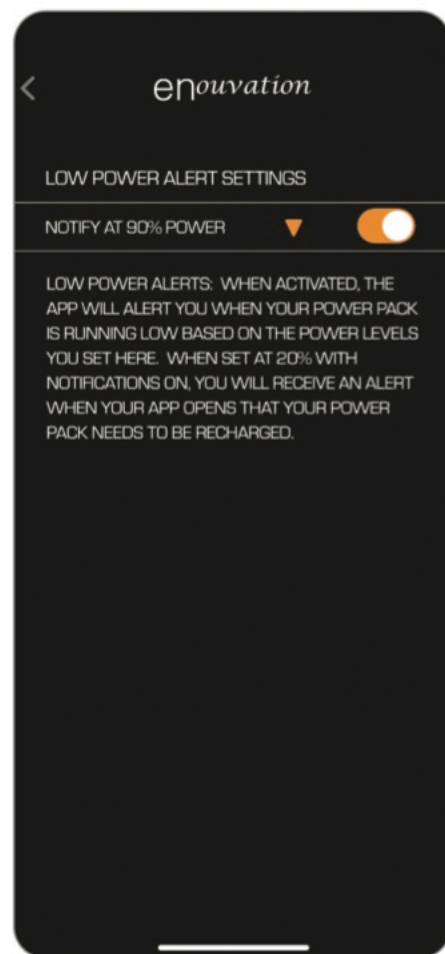 enouvation
LOW POWER ALERT SETTINGS
NOTIFY AT 90% POWER
LOW POWER ALERTS: WHEN ACTIVATED, THE
APP WILL ALERT YOU WHEN YOUR POWER PACK
IS RUNNING LOW BASED ON THE POWER LEVELS
YOU SET HERE. WHEN SET AT 20% WITH
NOTIFICATIONS ON, YOU WILL RECEIVE AN ALERT
WHEN YOUR APP OPENS THAT YOUR POWER
PACK NEEDS TO BE RECHARGED.